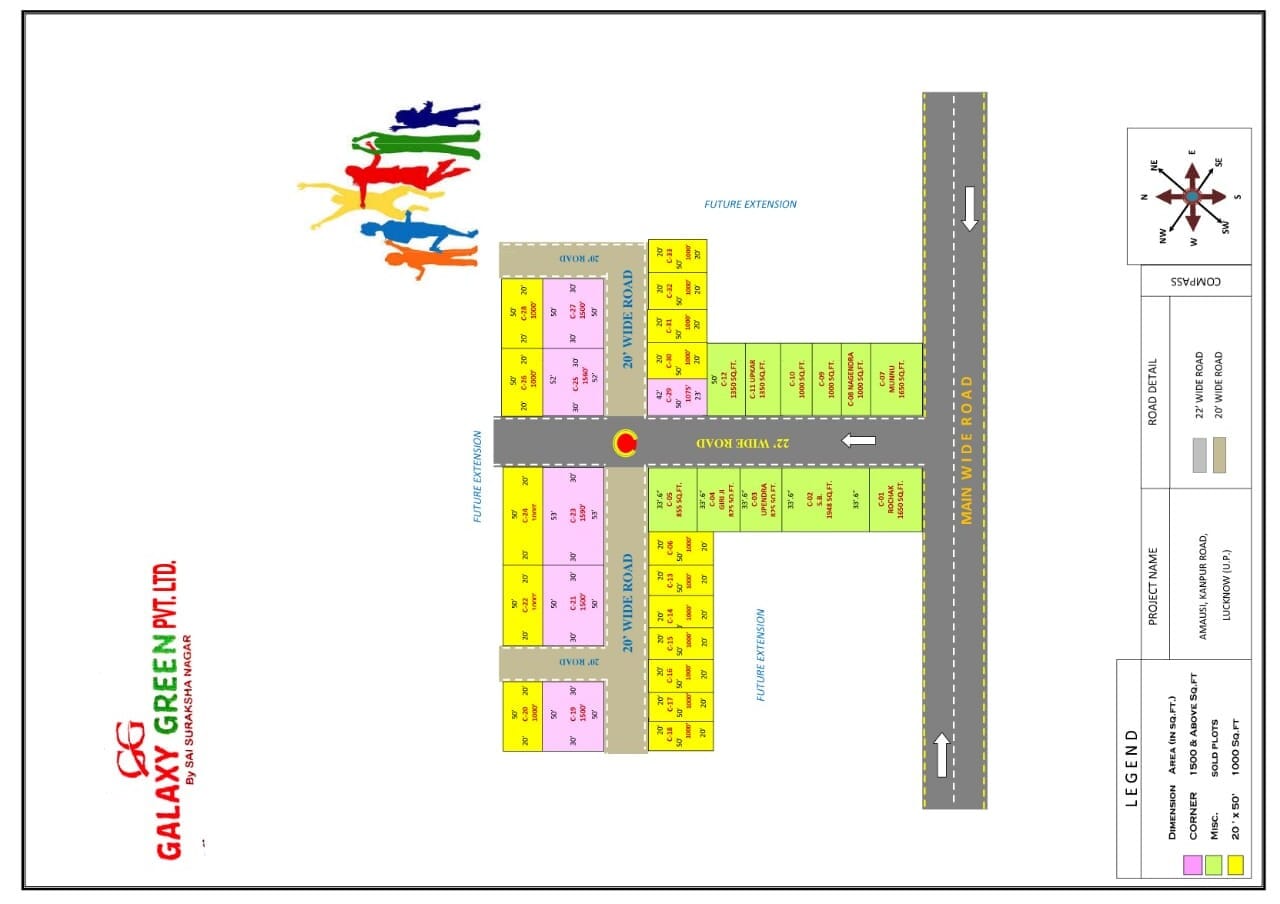 GALAXY GREEN PVT. LTD.
By SAI SURAKSHA NAGAR
FUTURE EXTENSION
FUTURE EXTENSION
FUTURE EXTENSION
20' ROAD
20' WIDE ROAD
50' 20'
C-28
1000'
20'
30'
50' C-27 50'
1500'
30'
50' 20'
C-26
1000'
20'
52' 30'
C-25
1560'
30' 52'
20' 20'
C-33
50' 1000'
20' 20'
C-32
50' 1000'
20' 20'
C-31
50' 1000'
20' 20'
C-30
50' 1000'
42' 23'
C-29
50' 1075'
50'
C-12
1350 SQ.FT.
C-11 UPKAR
1350 SQ.FT.
C-10
1000 SQ.FT.
C-09
1000 SQ.FT.
C-08 NAGENDRA
1000 SQ.FT.
C-07
MUNNU
1650 SQ.FT.
22' WIDE ROAD
MAIN WIDE ROAD
20'
50'
C-24
1000'
20'
30'
53' C-23 53'
1590'
30'
50'
C-22
1000'
20'
30'
50' C-21 50'
1500'
30'
20' ROAD
20' WIDE ROAD
20'
50' C-20
1000'
20'
30'
50' C-19 50'
1500'
30'
33'.6"
C-05
855 SQ.FT.
33'.6"
C-04
GIRI JI
825 SQ.FT.
33'.6"
C-03
UPENDRA
825 SQ.FT.
33'.6"
C-02
S.B.
1948 SQ.FT.
33'.6"
C-01
ROCHAK
1650 SQ.FT.
20' 20'
C-06
50' 1000'
20' 20'
C-13
50' 1000'
20' 20'
C-14
1000'
20' 20'
C-15
50' 1000'
20' 20'
C-16
50' 1000'
20' 20'
C-17
50' 1000'
20' 20'
C-18
50' 1000'
LEGEND
DIMENSION AREA (IN SQ.FT.)
CORNER 1500 & ABOVE SQ.FT
MISC. SOLD PLOTS
20 ' x 50' 1000 SQ.FT
PROJECT NAME
AMAUSI, KANPUR ROAD,
LUCKNOW (U.P.)
ROAD DETAIL
22' WIDE ROAD
20' WIDE ROAD
COMPASS
N
NE
E
SE
S
SW
W
NW